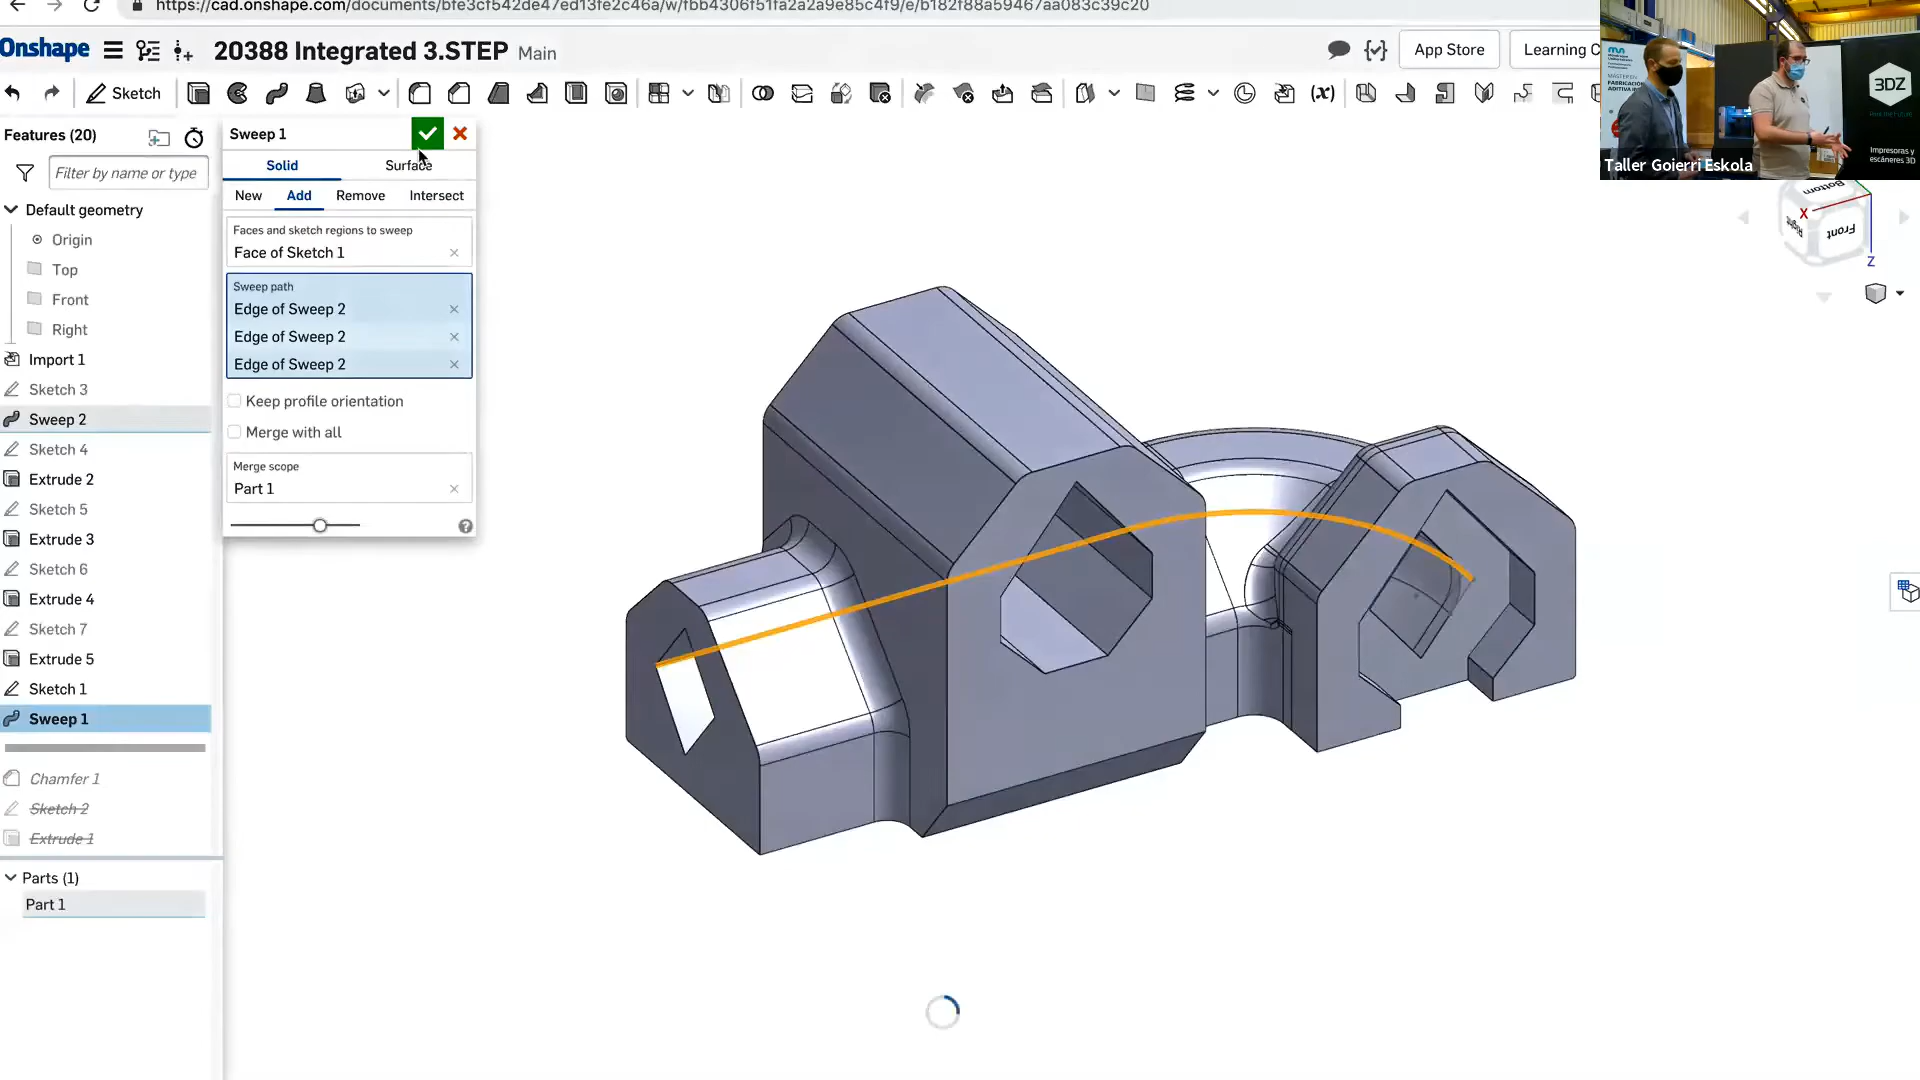 https://cad.onshape.com/documents/bfe3cf542de47ed13fe2c46a/w/fbb4306f51fa2a2a9e85c4f9/e/b182f88a59467aa083c39c20
Onshape 20388 Integrated 3.STEP Main App Store Learning C
Sketch (x)
Features (20)
Filter by name or type
Default geometry
Origin
Top
Front
Right
Import 1
Sketch 3
Sweep 2
Sketch 4
Extrude 2
Sketch 5
Extrude 3
Sketch 6
Extrude 4
Sketch 7
Extrude 5
Sketch 1
Sweep 1
Chamfer 1
Sketch 2
Extrude 1
Parts (1)
Part 1
Sweep 1
Solid Surface
New Add Remove Intersect
Faces and sketch regions to sweep
Face of Sketch 1
Sweep path
Edge of Sweep 2
Edge of Sweep 2
Edge of Sweep 2
Keep profile orientation
Merge with all
Merge scope
Part 1
3DZ
Impresoras y
escáneres 3D
Taller Goierri Eskola
Bottom
X
Right Front
Z